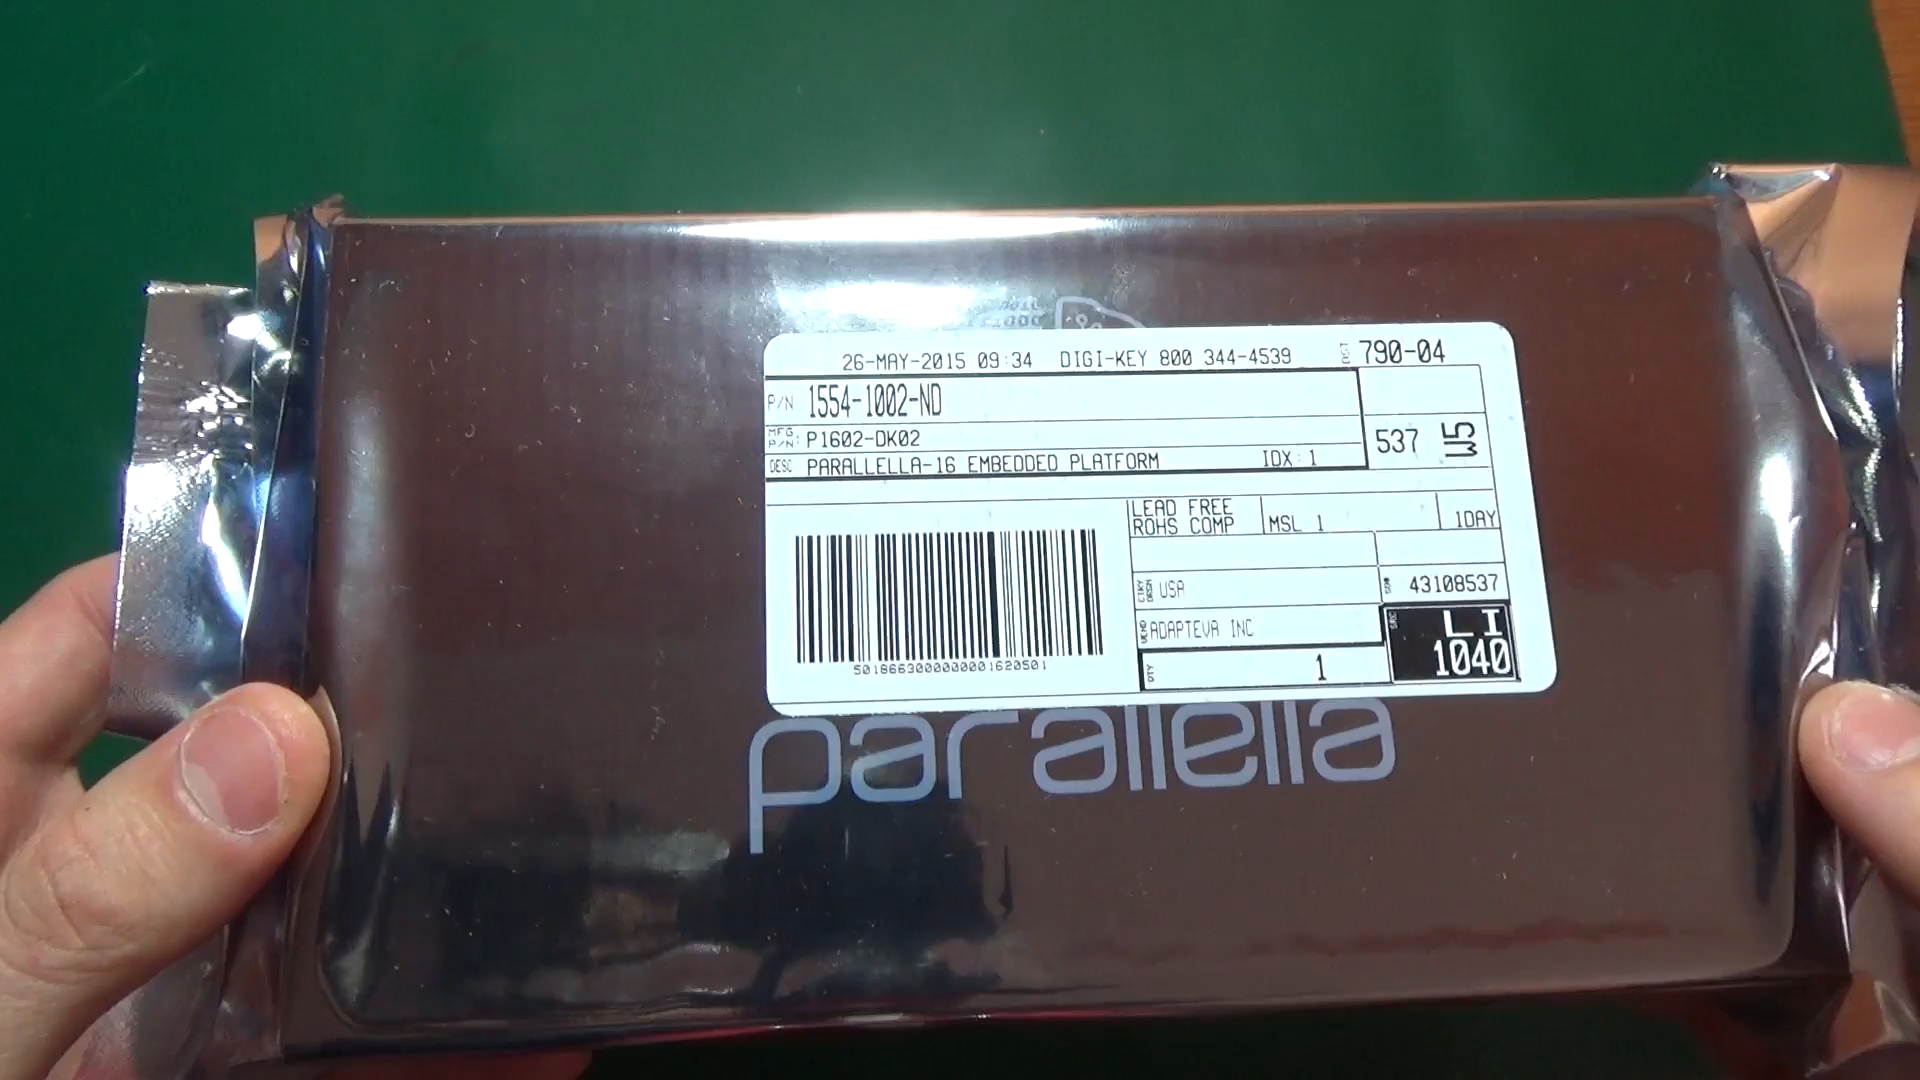 26-MAY-2015 09:34 DIGI-KEY 800 344-4539 790-04
P/N 1554-1002-ND
MFG P/N: P1602-DK02
537 W5
DESC PARALLELLA-16 EMBEDDED PLATFORM IDX: 1
LEAD FREE
ROHS COMP MSL 1 1DAY
USA 43108537
ADAPTEVA INC
LI
1040
QTY 1
5018663000000001620501
parallella